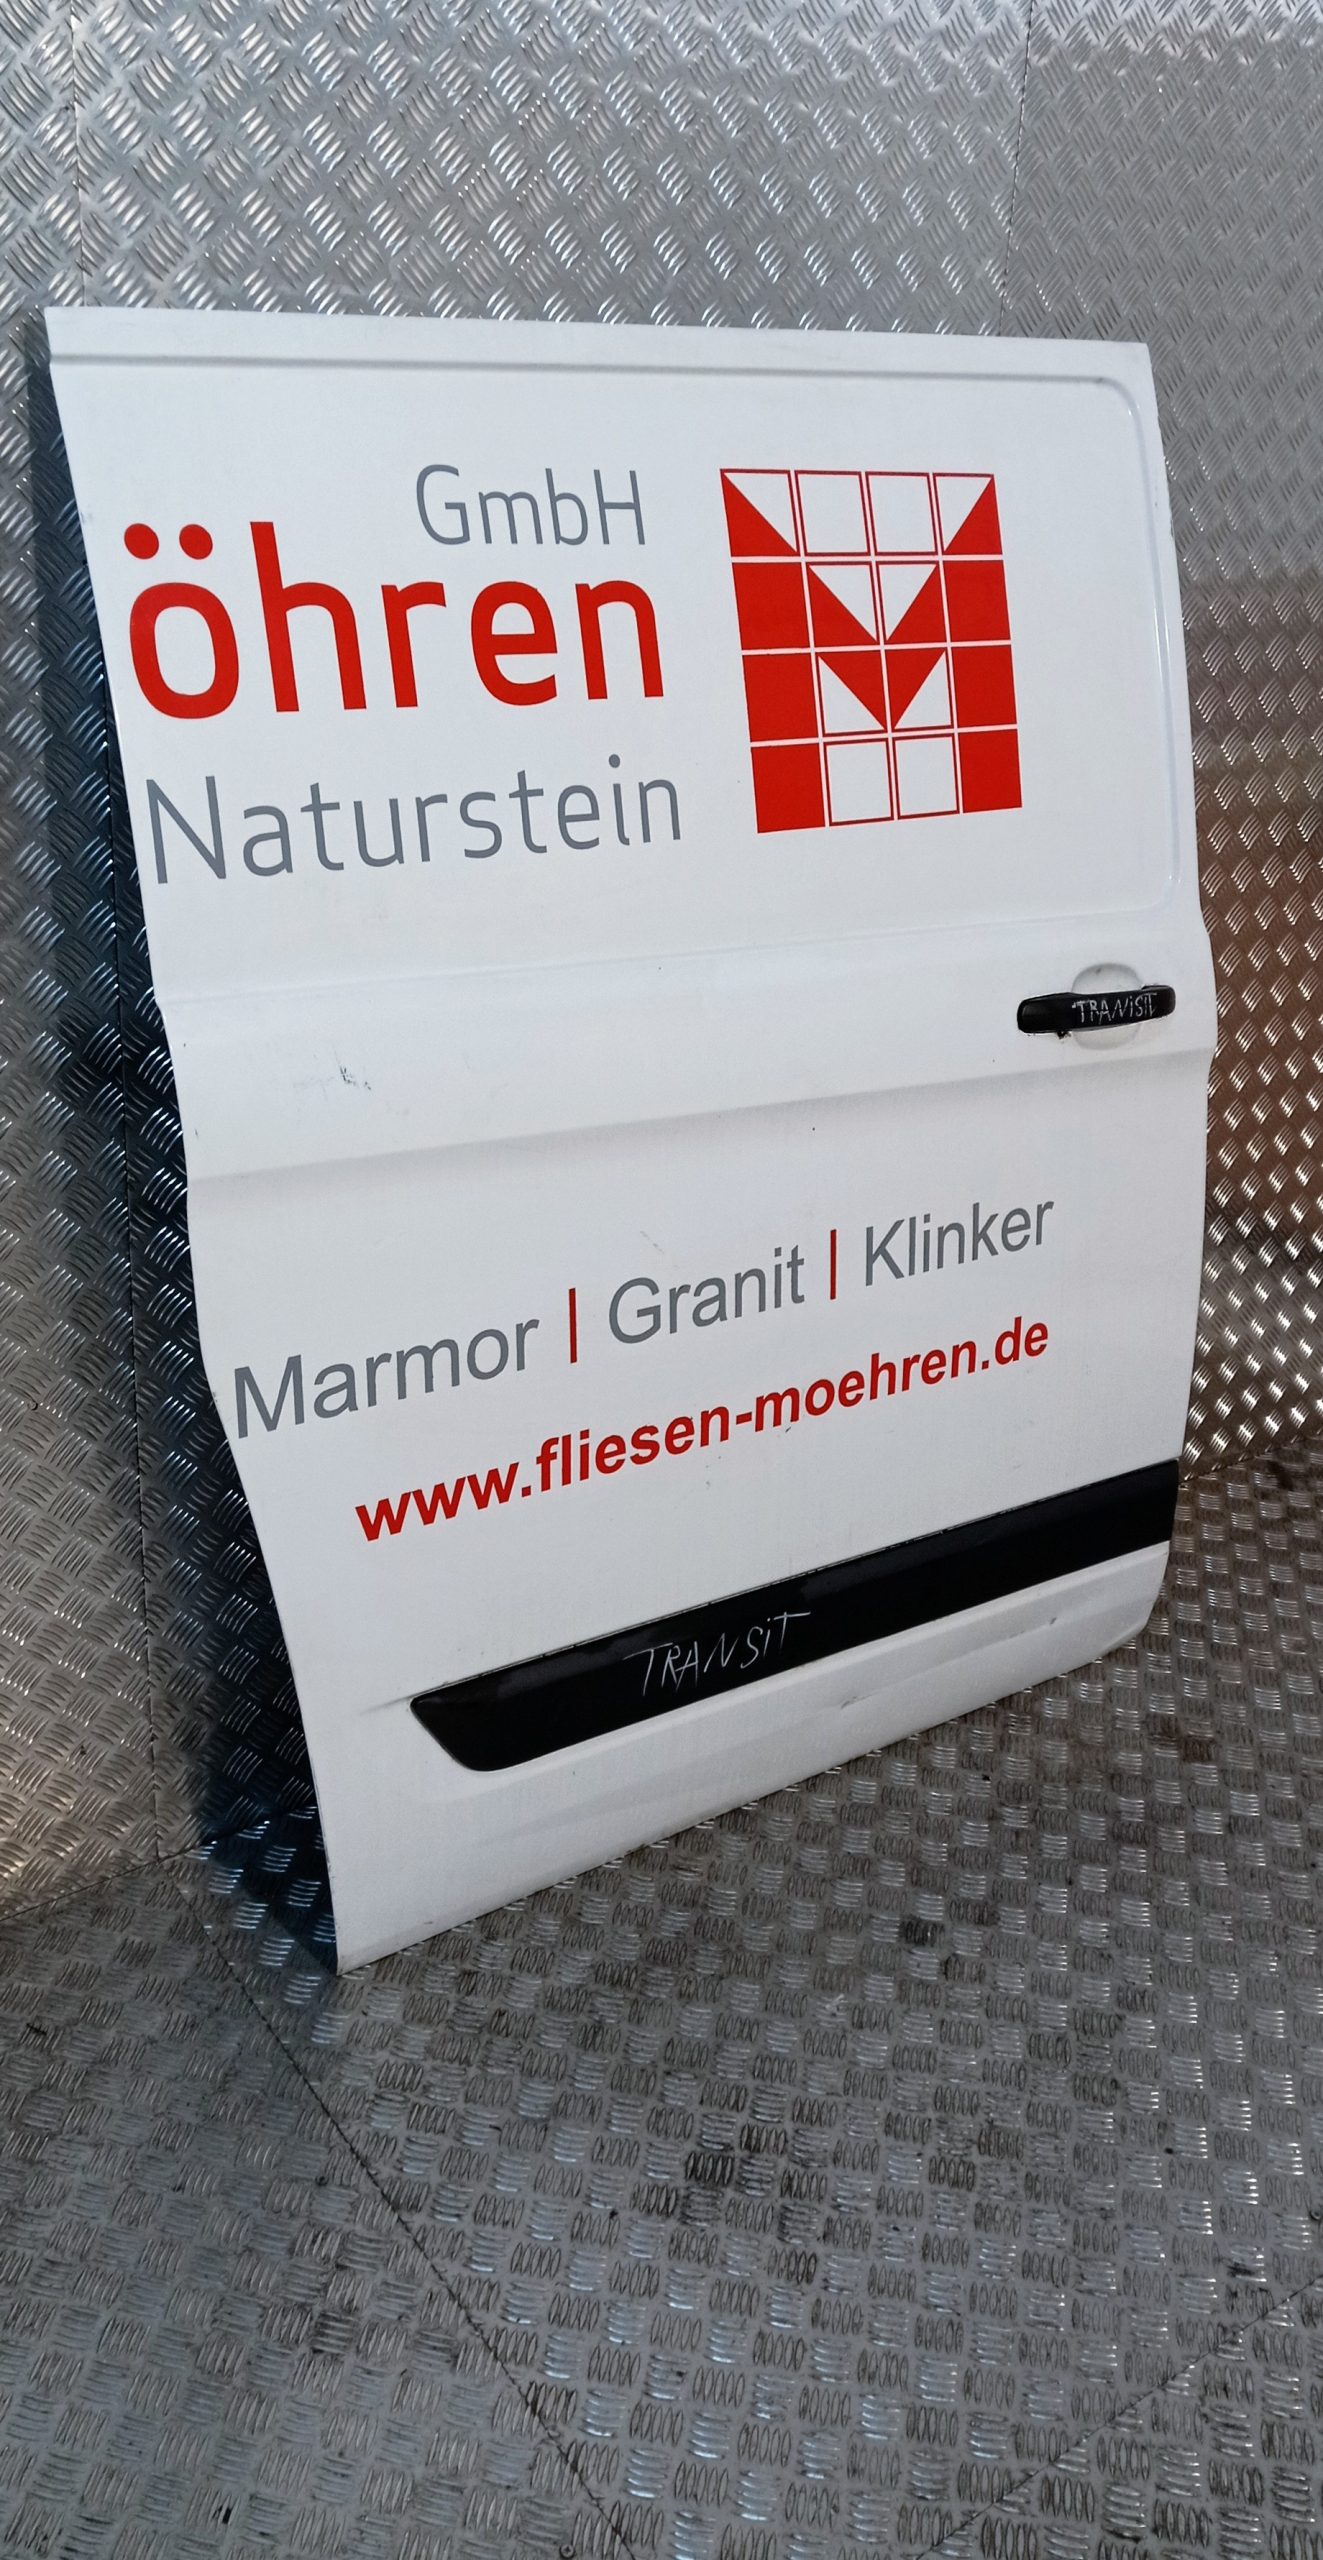 GmbH
öhren
Naturstein
TRANSIT
Marmor | Granit | Klinker
www.fliesen-moehren.de
TRANSIT